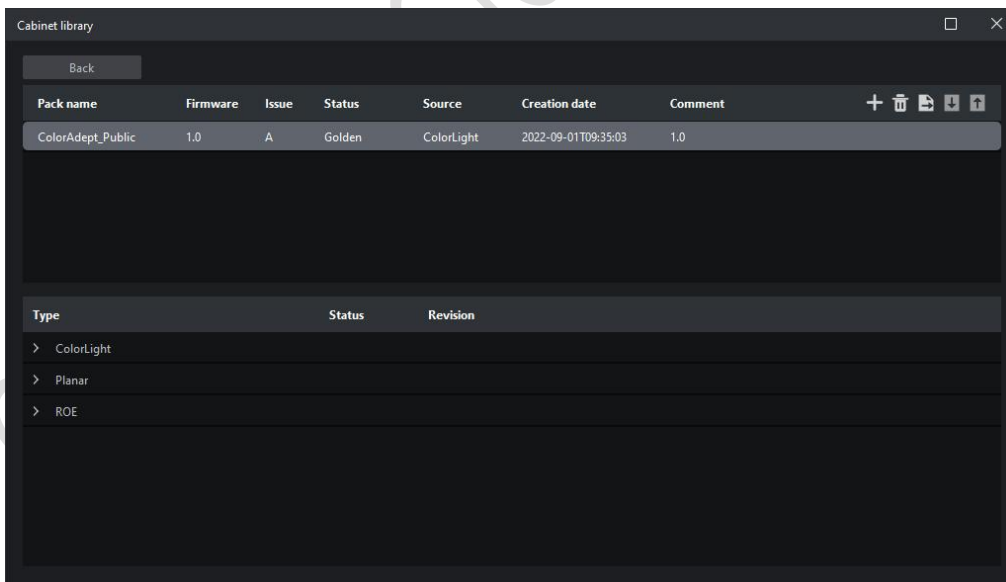 Cabinet library
Back
Pack name Firmware Issue Status Source Creation date Comment
ColorAdept_Public 1.0 A Golden ColorLight 2022-09-01T09:35:03 1.0
Type Status Revision
ColorLight
Planar
ROE